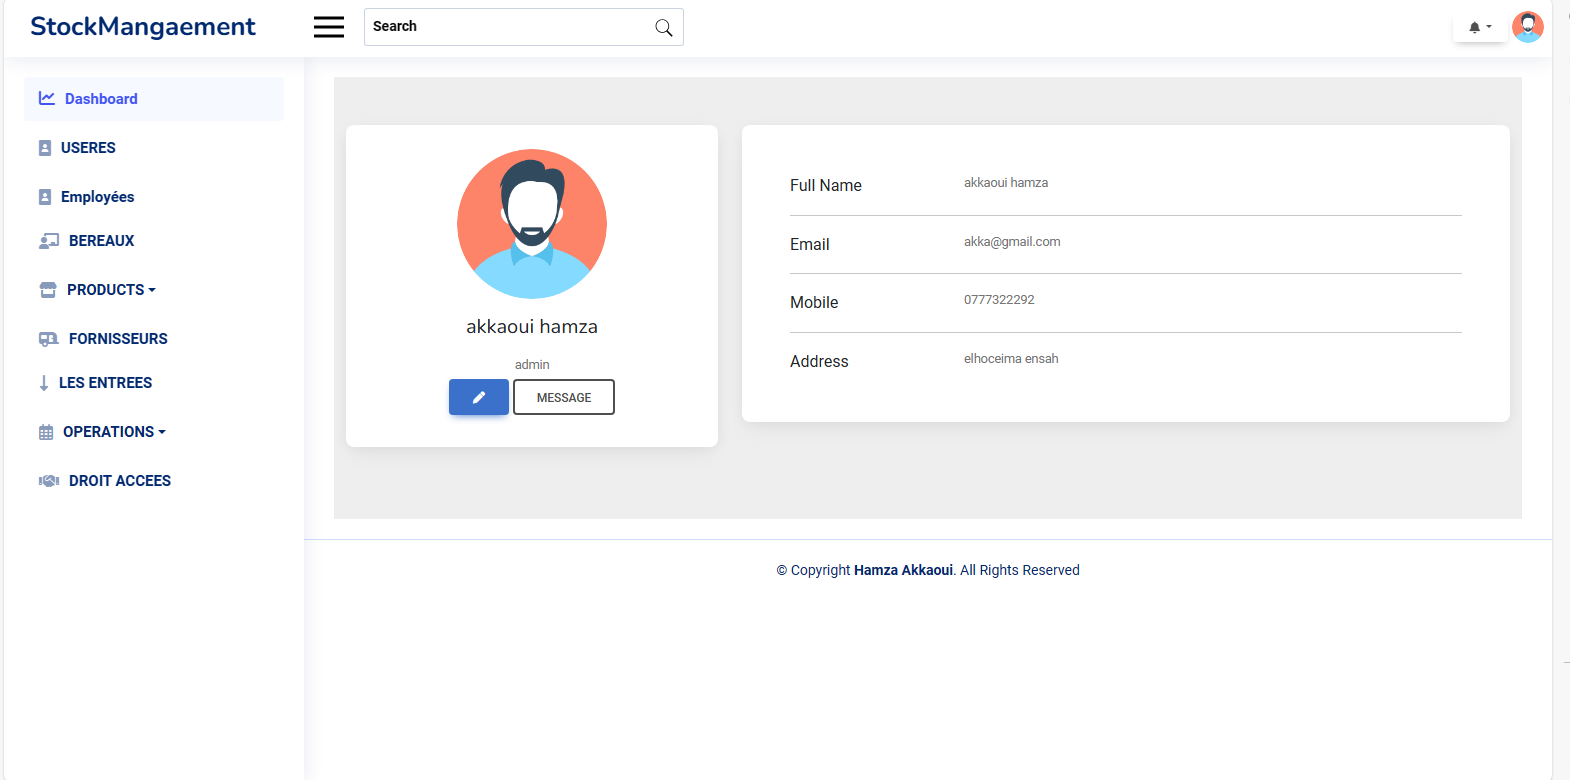 StockMangaement
Search
Dashboard
USERES
Employées
BEREAUX
PRODUCTS
FORNISSEURS
LES ENTREES
OPERATIONS
DROIT ACCEES
akkaoui hamza
admin
MESSAGE
Full Name akkaoui hamza
Email akka@gmail.com
Mobile 0777322292
Address elhoceima ensah
© Copyright Hamza Akkaoui. All Rights Reserved